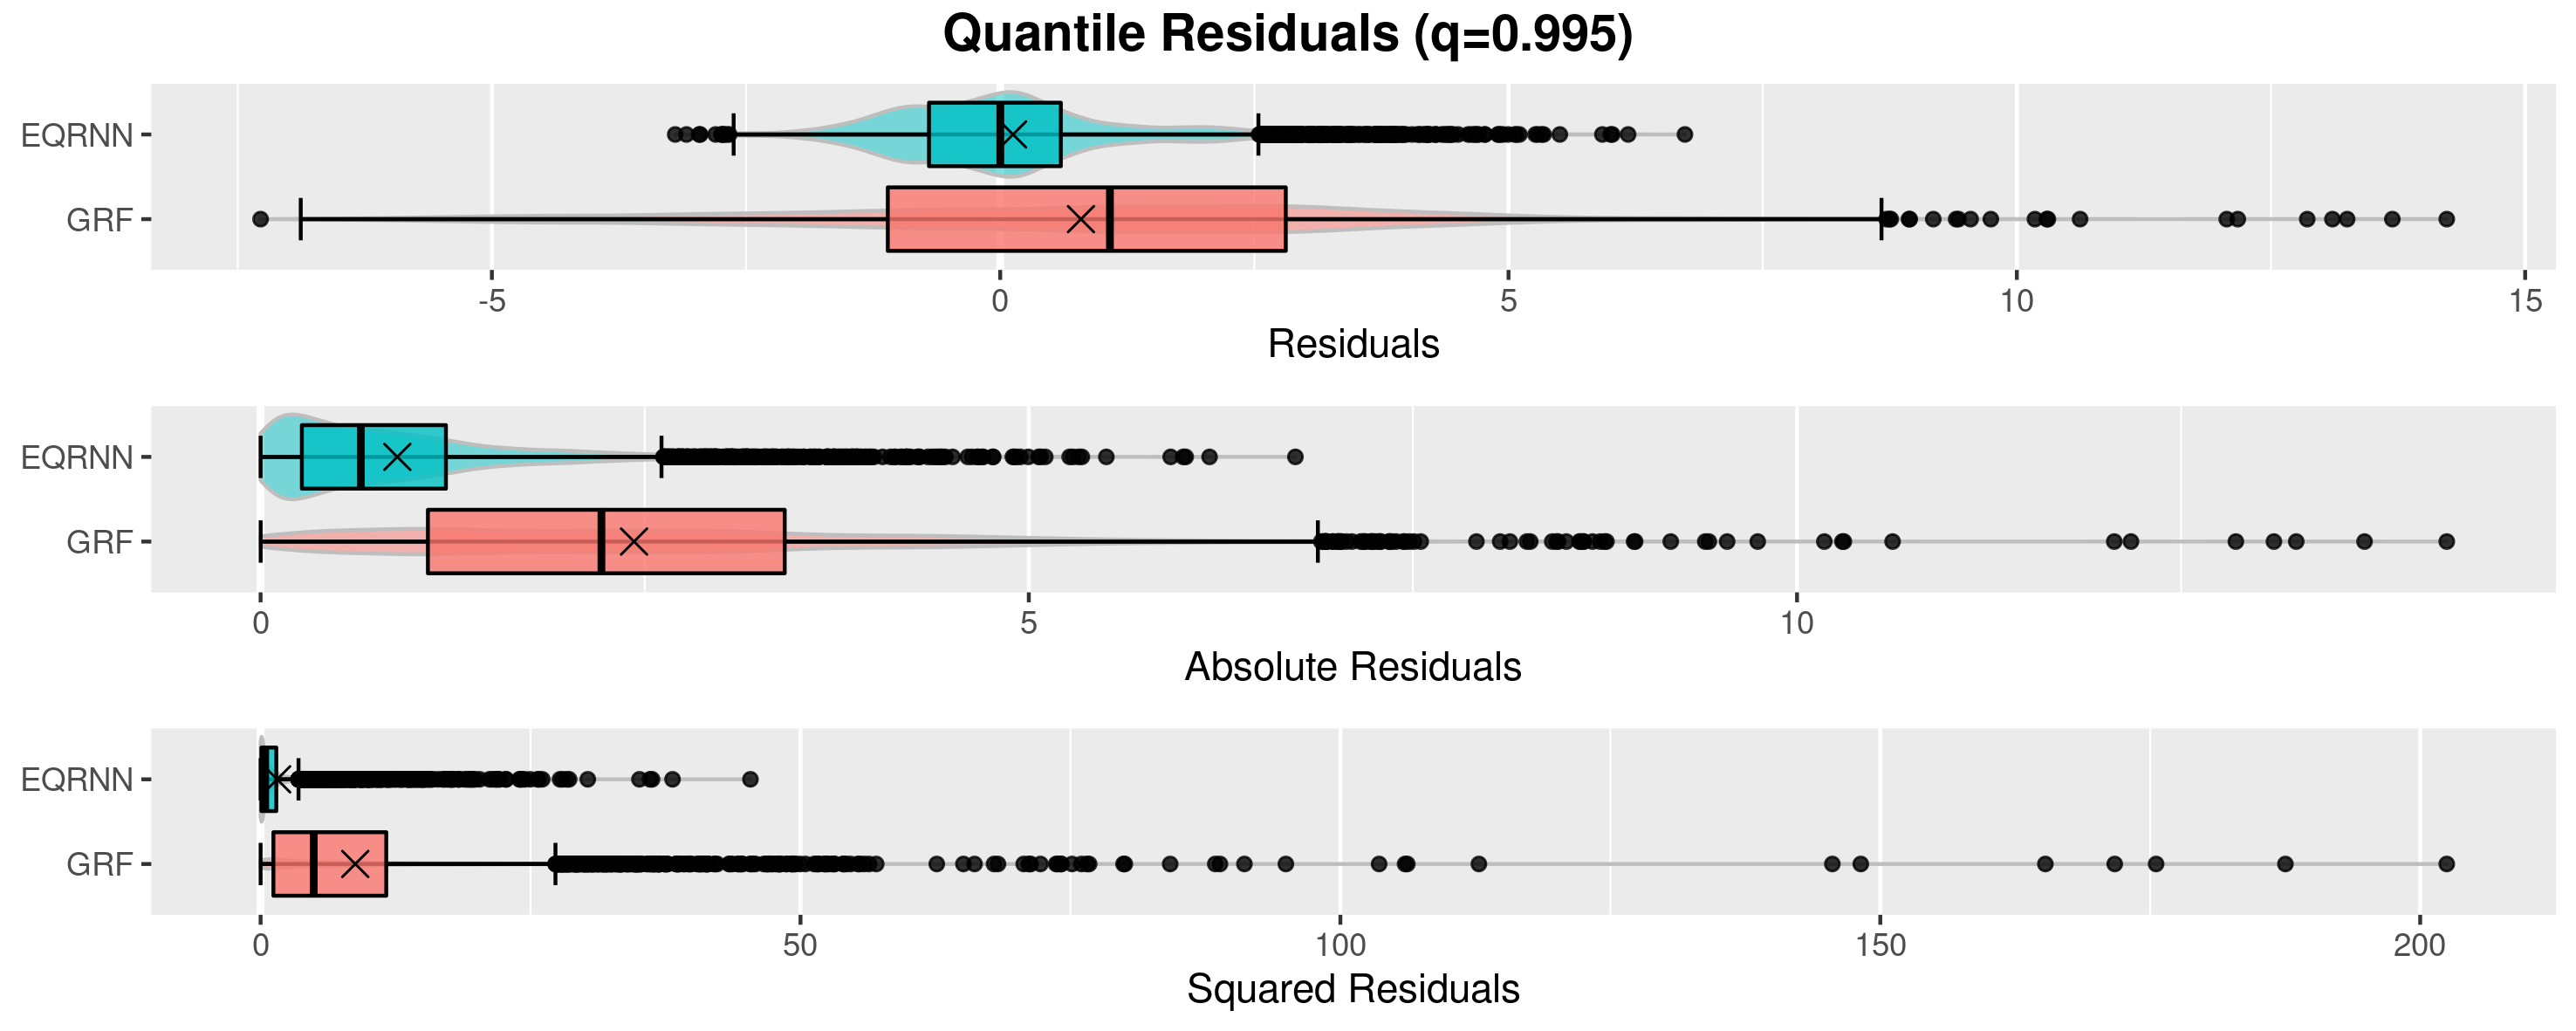 Quantile Residuals (q=0.995)
EQRNN
GRF
-5 0 5 10 15
Residuals
EQRNN
GRF
0 5 10
Absolute Residuals
EQRNN
GRF
0 50 100 150 200
Squared Residuals